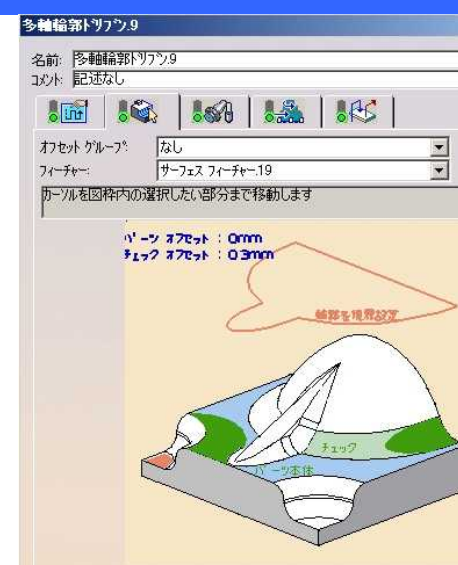 多軸輪郭ドリブン.9
名前: 多軸輪郭ドリブン.9
コメント: 記述なし
オフセット グループ: なし
フィーチャー: サーフェス フィーチャー.19
カーソルを図枠内の選択したい部分まで移動します
パーツ オフセット : 0mm
チェック オフセット : 0.3mm
輪郭を境界設定
チェック
パーツ本体